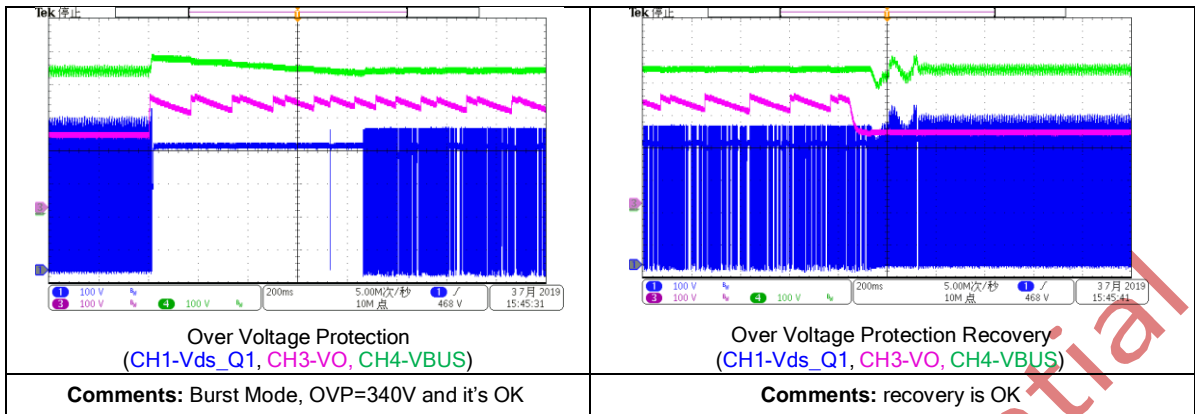 Tek 停止
3
1
1 100 V
3 100 V
4 100 V
200ms
5.00M次/秒
10M 点
1
468 V
3 7月 2019
15:45:31
Over Voltage Protection
(CH1-Vds_Q1, CH3-VO, CH4-VBUS)
Comments: Burst Mode, OVP=340V and it's OK
Tek 停止
3
1
1 100 V
3 100 V
4 100 V
200ms
5.00M次/秒
10M 点
1
468 V
3 7月 2019
15:45:41
Over Voltage Protection Recovery
(CH1-Vds_Q1, CH3-VO, CH4-VBUS)
Comments: recovery is OK
tial